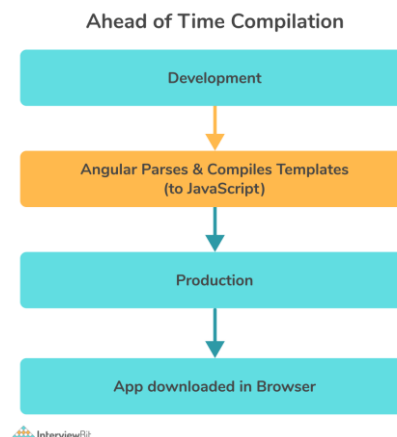 Ahead of Time Compilation
Development
Angular Parses & Compiles Templates
(to JavaScript)
Production
App downloaded in Browser
InterviewBit